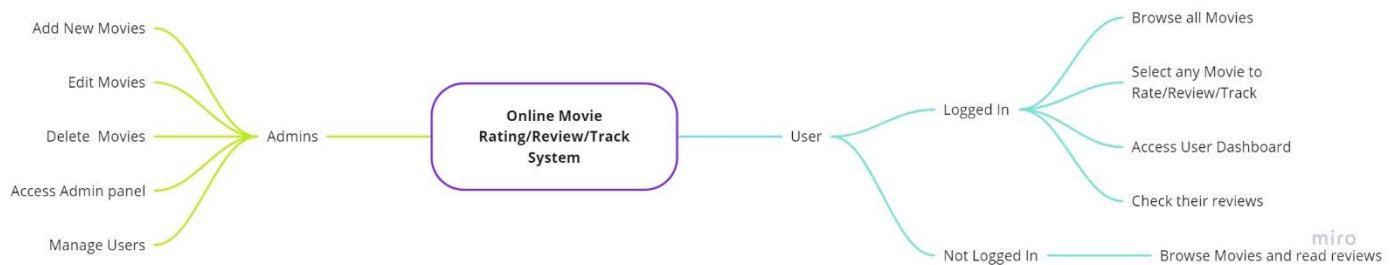 Add New Movies
Edit Movies
Delete Movies
Access Admin panel
Manage Users
Admins
Online Movie
Rating/Review/Track
System
User
Logged In
Browse all Movies
Select any Movie to
Rate/Review/Track
Access User Dashboard
Check their reviews
Not Logged In
Browse Movies and read reviews
miro